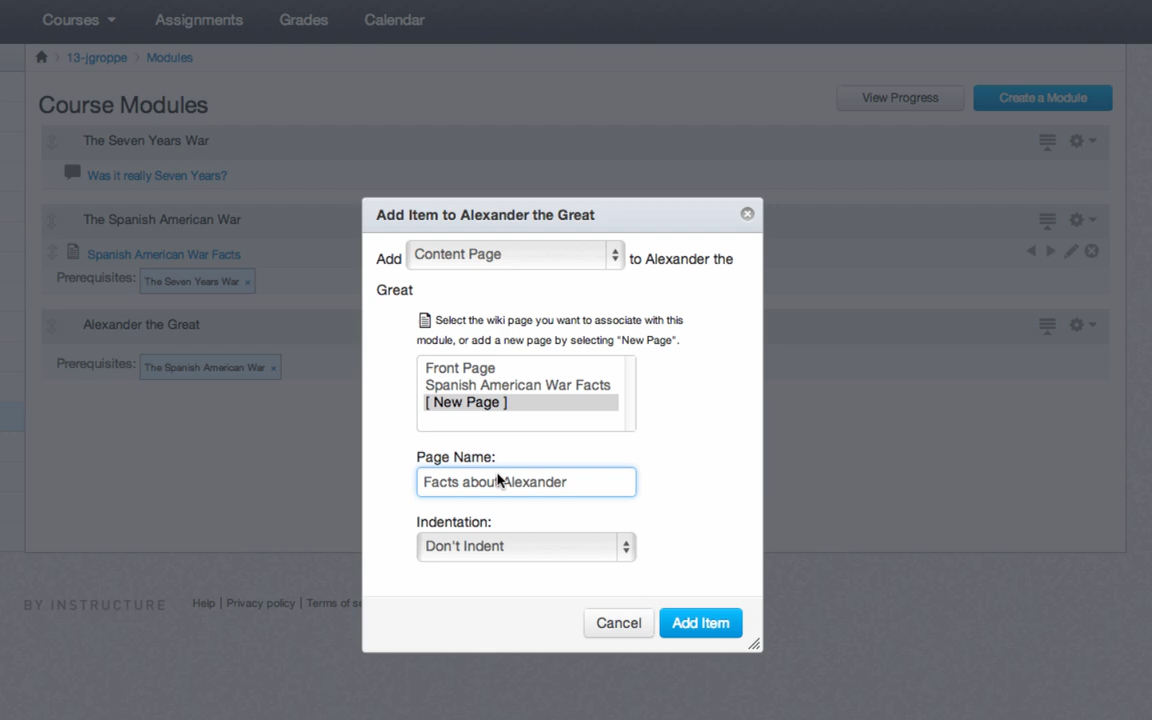 Courses Assignments Grades Calendar
13-jgroppe Modules
Course Modules
View Progress
Create a Module
The Seven Years War
Was it really Seven Years?
The Spanish American War
Spanish American War Facts
Prerequisites: The Seven Years War ×
Alexander the Great
Prerequisites: The Spanish American War ×
Add Item to Alexander the Great
Add Content Page to Alexander the
Great
Select the wiki page you want to associate with this
module, or add a new page by selecting "New Page".
Front Page
Spanish American War Facts
[ New Page ]
Page Name:
Facts about Alexander
Indentation:
Don't Indent
Cancel Add Item
BY INSTRUCTURE Help | Privacy policy | Terms of